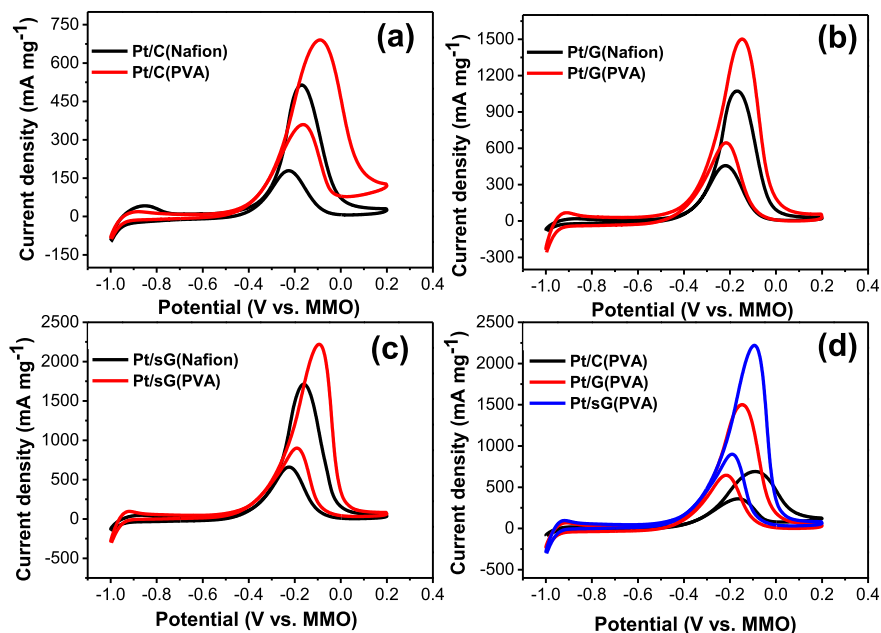 (a)
Pt/C(Nafion)
Pt/C(PVA)
750
600
450
300
150
0
-150
Current density (mA mg-1)
-1.0 -0.8 -0.6 -0.4 -0.2 0.0 0.2 0.4
Potential (V vs. MMO)
(b)
Pt/G(Nafion)
Pt/G(PVA)
1500
1200
900
600
300
0
-300
Current density (mA mg-1)
-1.0 -0.8 -0.6 -0.4 -0.2 0.0 0.2 0.4
Potential (V vs. MMO)
(c)
Pt/sG(Nafion)
Pt/sG(PVA)
2500
2000
1500
1000
500
0
-500
Current density (mA mg-1)
-1.0 -0.8 -0.6 -0.4 -0.2 0.0 0.2 0.4
Potential (V vs. MMO)
(d)
Pt/C(PVA)
Pt/G(PVA)
Pt/sG(PVA)
2500
2000
1500
1000
500
0
-500
Current density (mA mg-1)
-1.0 -0.8 -0.6 -0.4 -0.2 0.0 0.2 0.4
Potential (V vs. MMO)